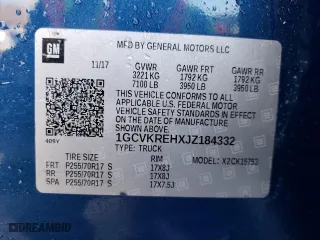 GM
MFD BY GENERAL MOTORS LLC
11/17 GVWR GAWR FRT GAWR RR
3221 KG 1792 KG 1792 KG
7100 LB 3950 LB 3950 LB
THIS VEHICLE CONFORMS TO ALL APPLICABLE
U.S. FEDERAL MOTOR VEHICLE SAFETY AND
THEFT PREVENTION STANDARDS IN EFFECT ON
THE DATE OF MANUFACTURE SHOWN ABOVE.
1GCVKREHXJZ184332
TYPE: TRUCK
MODEL:
TIRE SIZE RIM
FRT P255/70R17 S 17X8J
RR P255/70R17 S 17X8J
SPA P255/70R17 S 17X7.5J